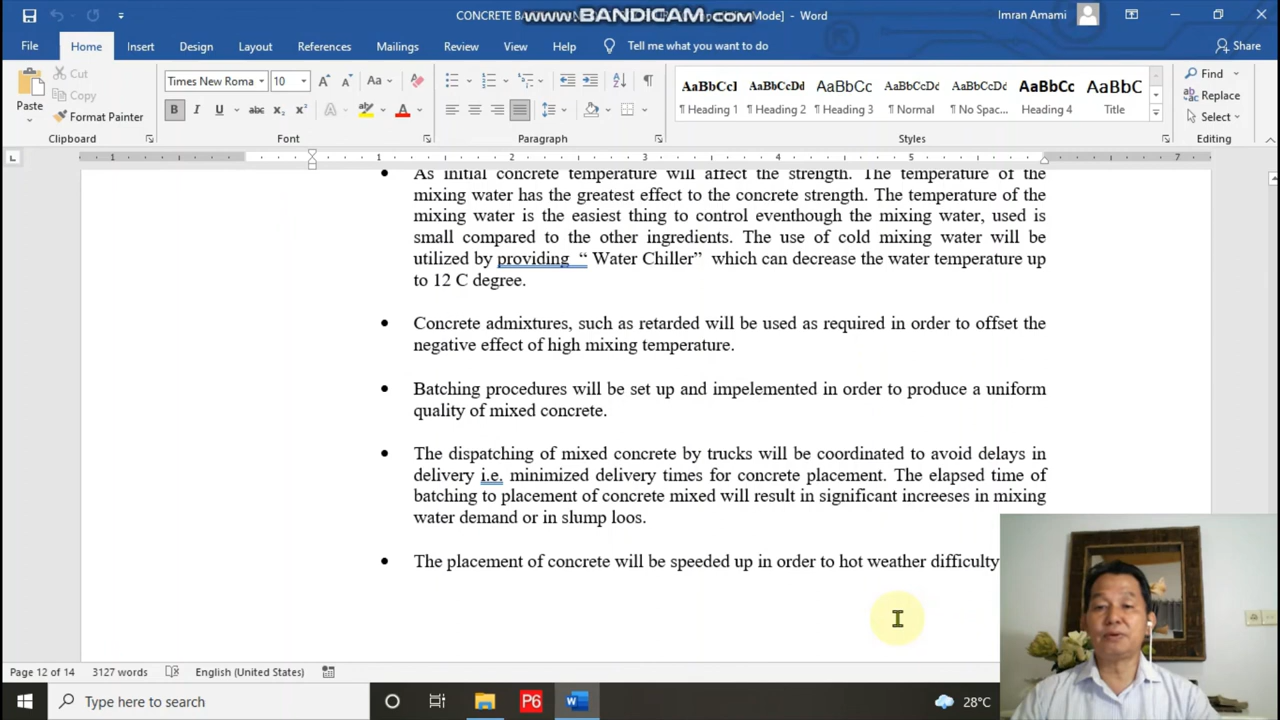 CONCRETE BA
www.BANDICAM.com
Mode] - Word
Imran Amami
File
Home
Insert
Design
Layout
References
Mailings
Review
View
Help
Tell me what you want to do
Share
Paste
Cut
Copy
Format Painter
Clipboard
Times New Roma
10
Font
Paragraph
AaBbCcI
¶ Heading 1
AaBbCcDd
¶ Heading 2
AaBbCc
¶ Heading 3
AaBbCcDc
¶ Normal
AaBbCcDc
¶ No Spac...
AaBbCc
Heading 4
AaBbC
Title
Styles
Find
Replace
Select
Editing
1 1 2 3 4 5 7
As initial concrete temperature will affect the strength. The temperature of the
mixing water has the greatest effect to the concrete strength. The temperature of the
mixing water is the easiest thing to control eventhough the mixing water, used is
small compared to the other ingredients. The use of cold mixing water will be
utilized by providing “ Water Chiller” which can decrease the water temperature up
to 12 C degree.
Concrete admixtures, such as retarded will be used as required in order to offset the
negative effect of high mixing temperature.
Batching procedures will be set up and impelemented in order to produce a uniform
quality of mixed concrete.
The dispatching of mixed concrete by trucks will be coordinated to avoid delays in
delivery i.e. minimized delivery times for concrete placement. The elapsed time of
batching to placement of concrete mixed will result in significant increeses in mixing
water demand or in slump loos.
The placement of concrete will be speeded up in order to hot weather difficulty
Page 12 of 14
3127 words
English (United States)
Type here to search
P6
28°C